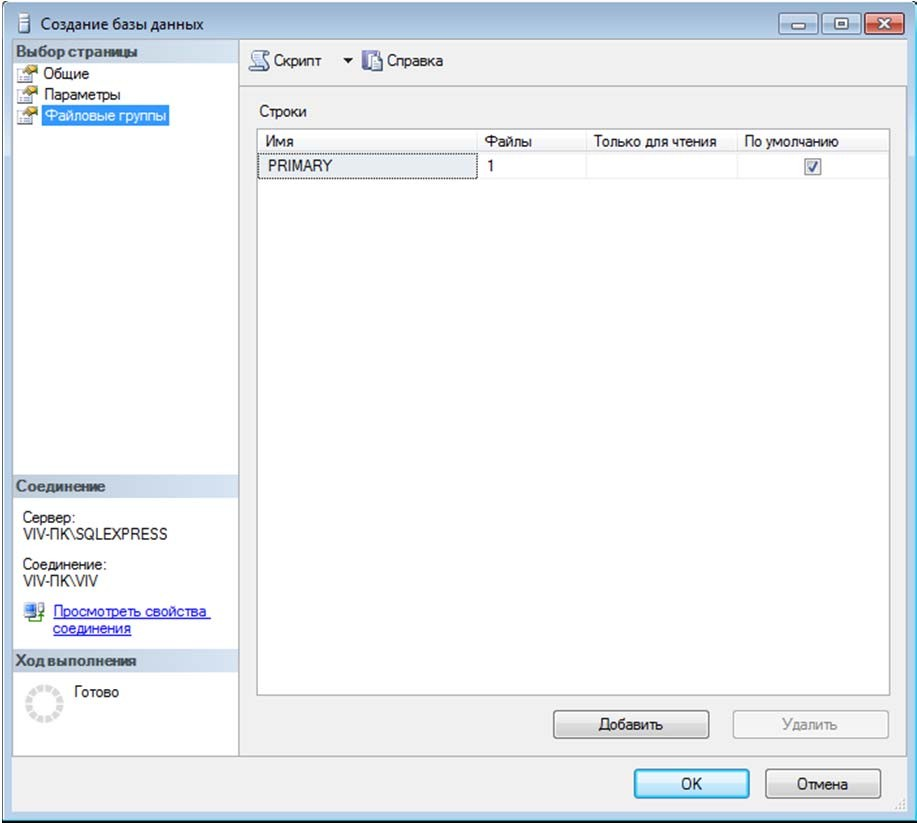 Создание базы данных
Выбор страницы
Общие
Параметры
Файловые группы
Скрипт
Справка
Строки
Имя Файлы Только для чтения По умолчанию
PRIMARY 1
Соединение
Сервер:
VIV-ПК\SQLEXPRESS
Соединение:
VIV-ПК\VIV
Просмотреть свойства
соединения
Ход выполнения
Готово
Добавить Удалить
OK Отмена